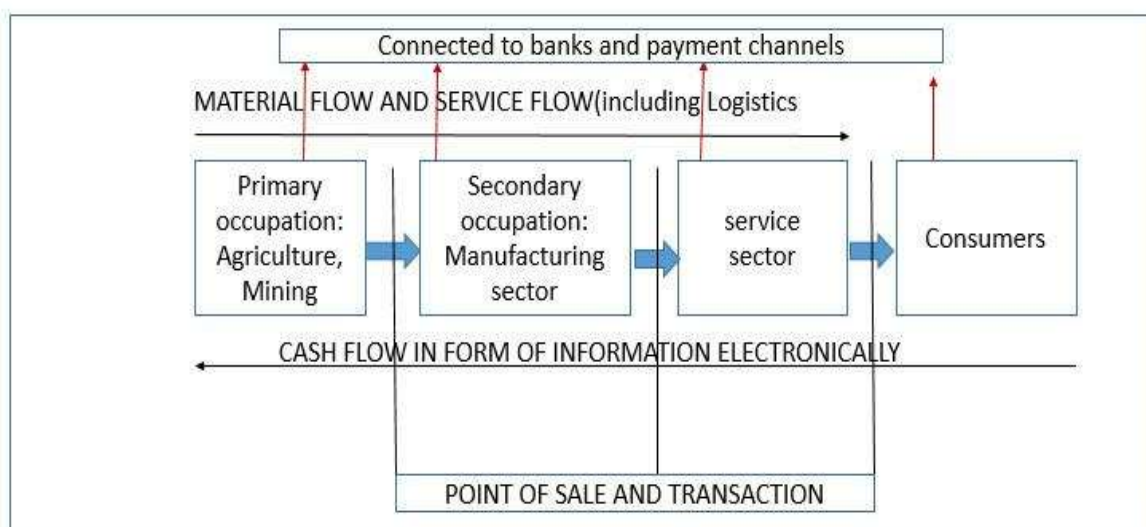 Connected to banks and payment channels
MATERIAL FLOW AND SERVICE FLOW(including Logistics
Primary
occupation:
Agriculture,
Mining
Secondary
occupation:
Manufacturing
sector
service
sector
Consumers
CASH FLOW IN FORM OF INFORMATION ELECTRONICALLY
POINT OF SALE AND TRANSACTION